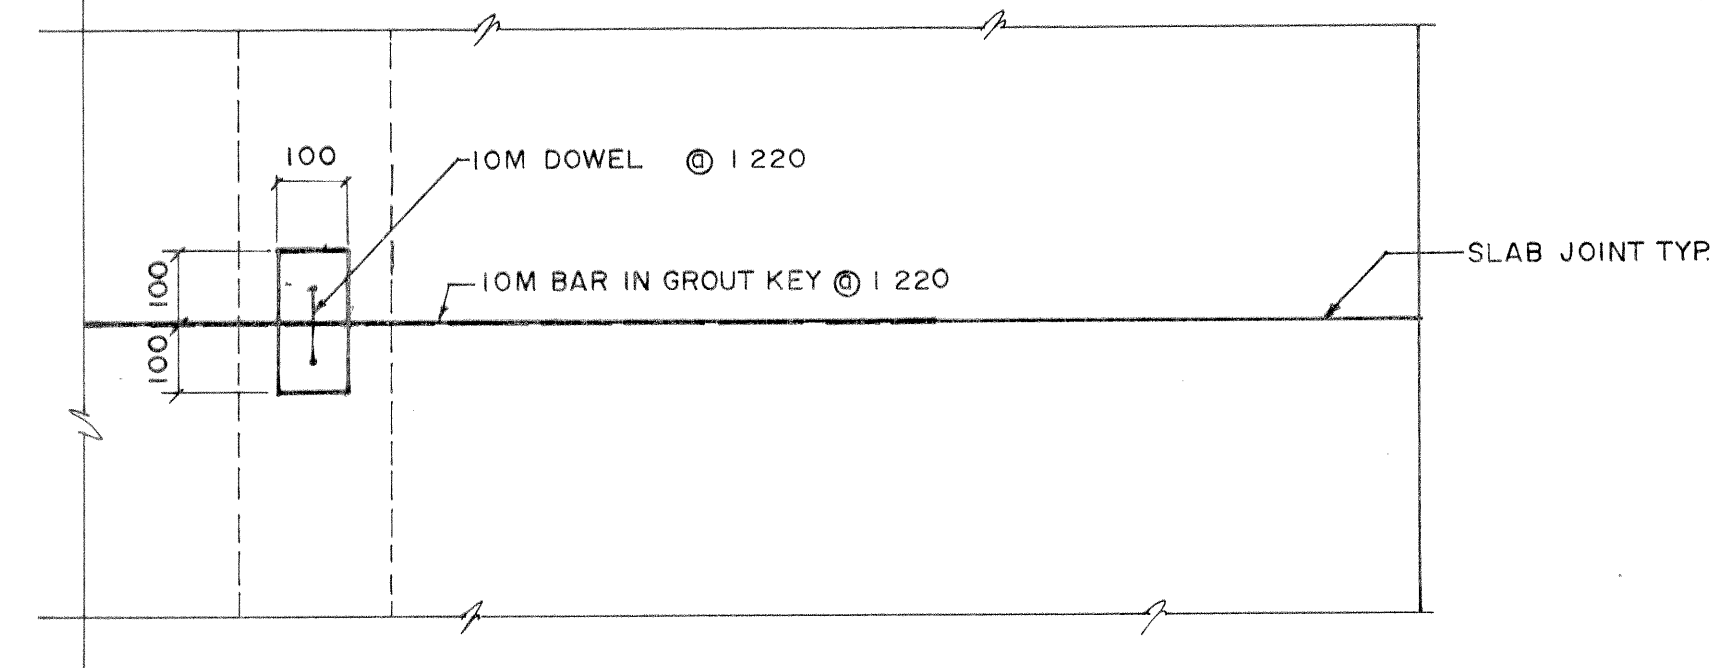 100
10M DOWEL @ 1 220
SLAB JOINT TYP.
100
10M BAR IN GROUT KEY @ 1 220
100